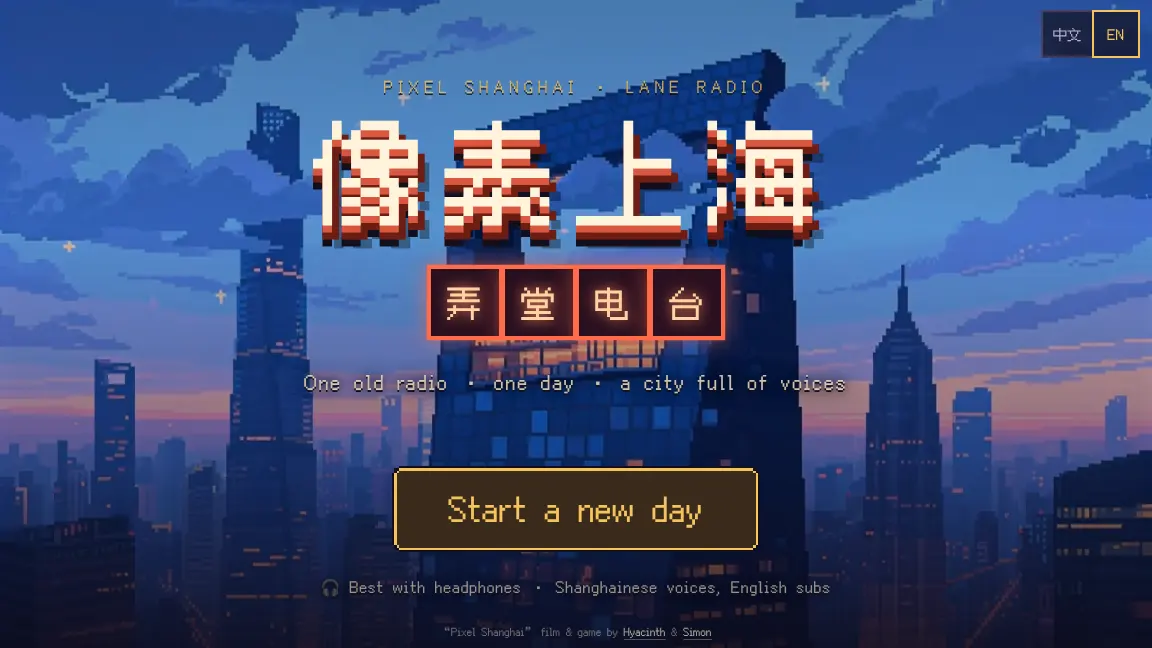 中文 EN
PIXEL SHANGHAI · LANE RADIO
像素上海
弄堂电台
One old radio · one day · a city full of voices
Start a new day
🎧 Best with headphones · Shanghainese voices, English subs
“Pixel Shanghai” film & game by Hyacinth & Simon